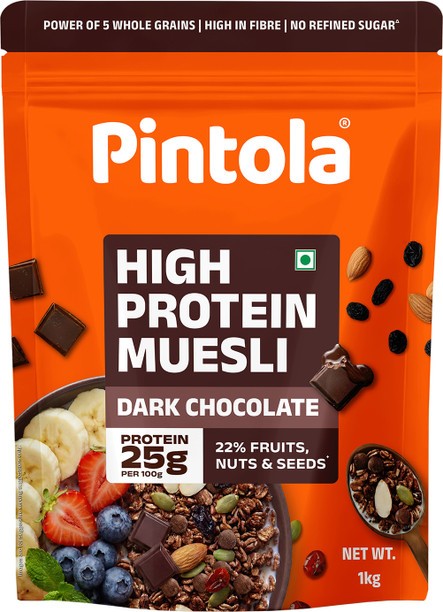 POWER OF 5 WHOLE GRAINS | HIGH IN FIBRE | NO REFINED SUGAR^
Pintola®
HIGH
PROTEIN
MUESLI
DARK CHOCOLATE
PROTEIN
25g
PER 100g
22% FRUITS,
NUTS & SEEDS*
NET WT.
1kg